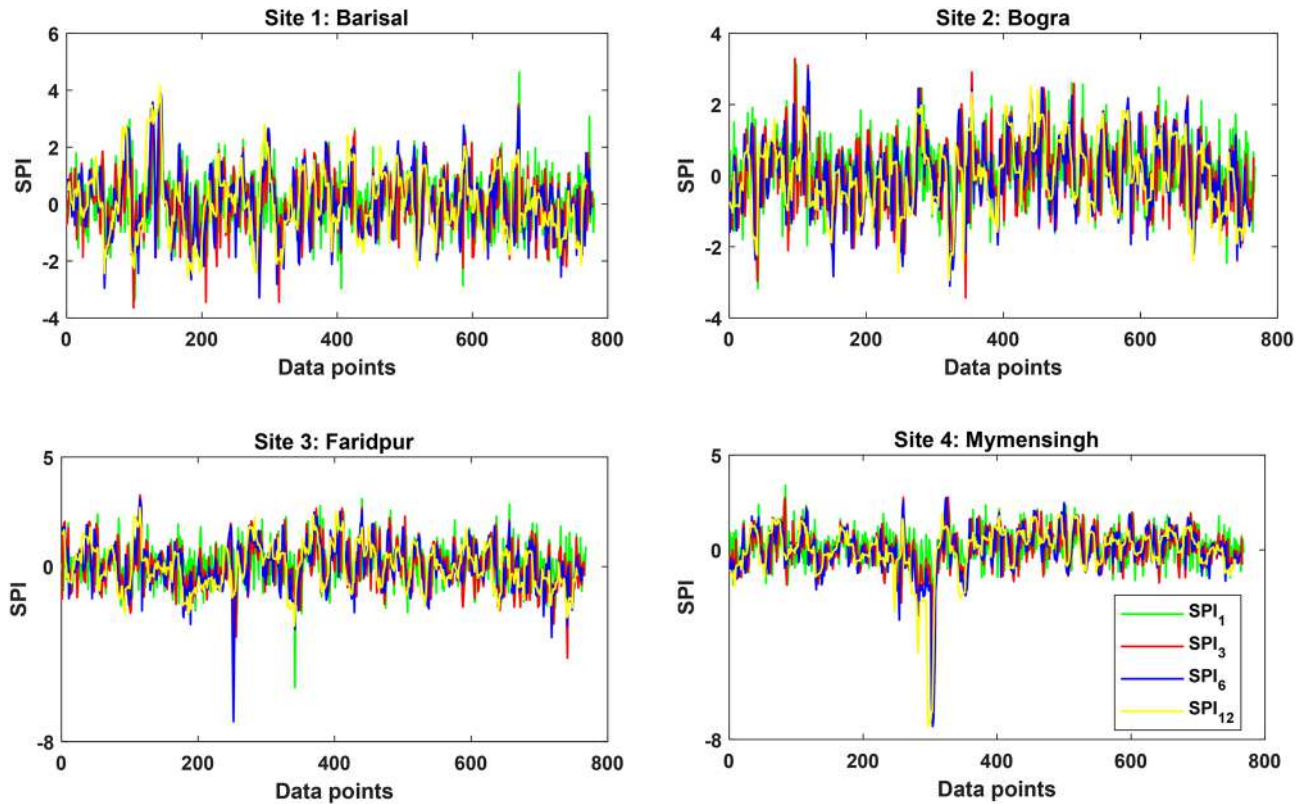 Site 1: Barisal
6
4
2
0
-2
-4
SPI
0 200 400 600 800
Data points
Site 2: Bogra
4
2
0
-2
-4
SPI
0 200 400 600 800
Data points
Site 3: Faridpur
5
0
-8
SPI
0 200 400 600 800
Data points
Site 4: Mymensingh
5
0
-8
SPI
0 200 400 600 800
Data points
SPI1
SPI3
SPI6
SPI12